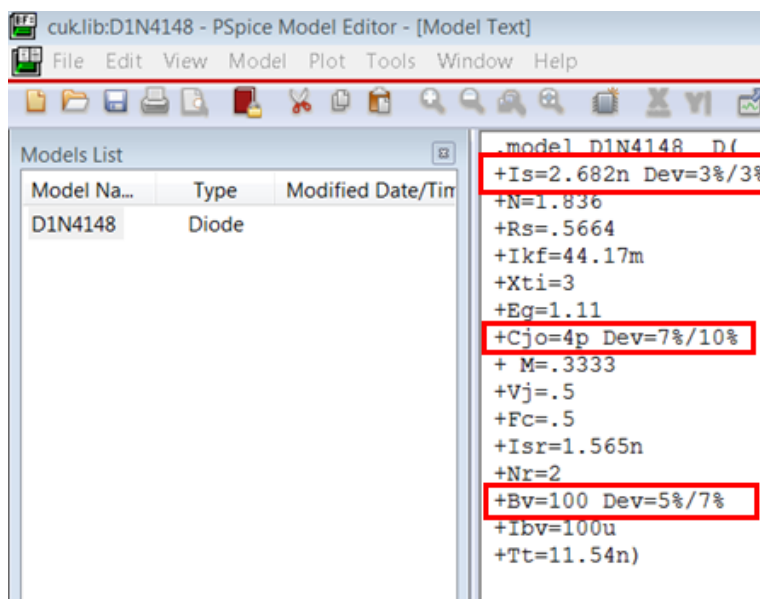 cuk.lib:D1N4148 - PSpice Model Editor - [Model Text]
File Edit View Model Plot Tools Window Help
Models List
Model Na... Type Modified Date/Tim
D1N4148 Diode
.model D1N4148 D(
+Is=2.682n Dev=3%/3%
+N=1.836
+Rs=.5664
+Ikf=44.17m
+Xti=3
+Eg=1.11
+Cjo=4p Dev=7%/10%
+ M=.3333
+Vj=.5
+Fc=.5
+Isr=1.565n
+Nr=2
+Bv=100 Dev=5%/7%
+Ibv=100u
+Tt=11.54n)